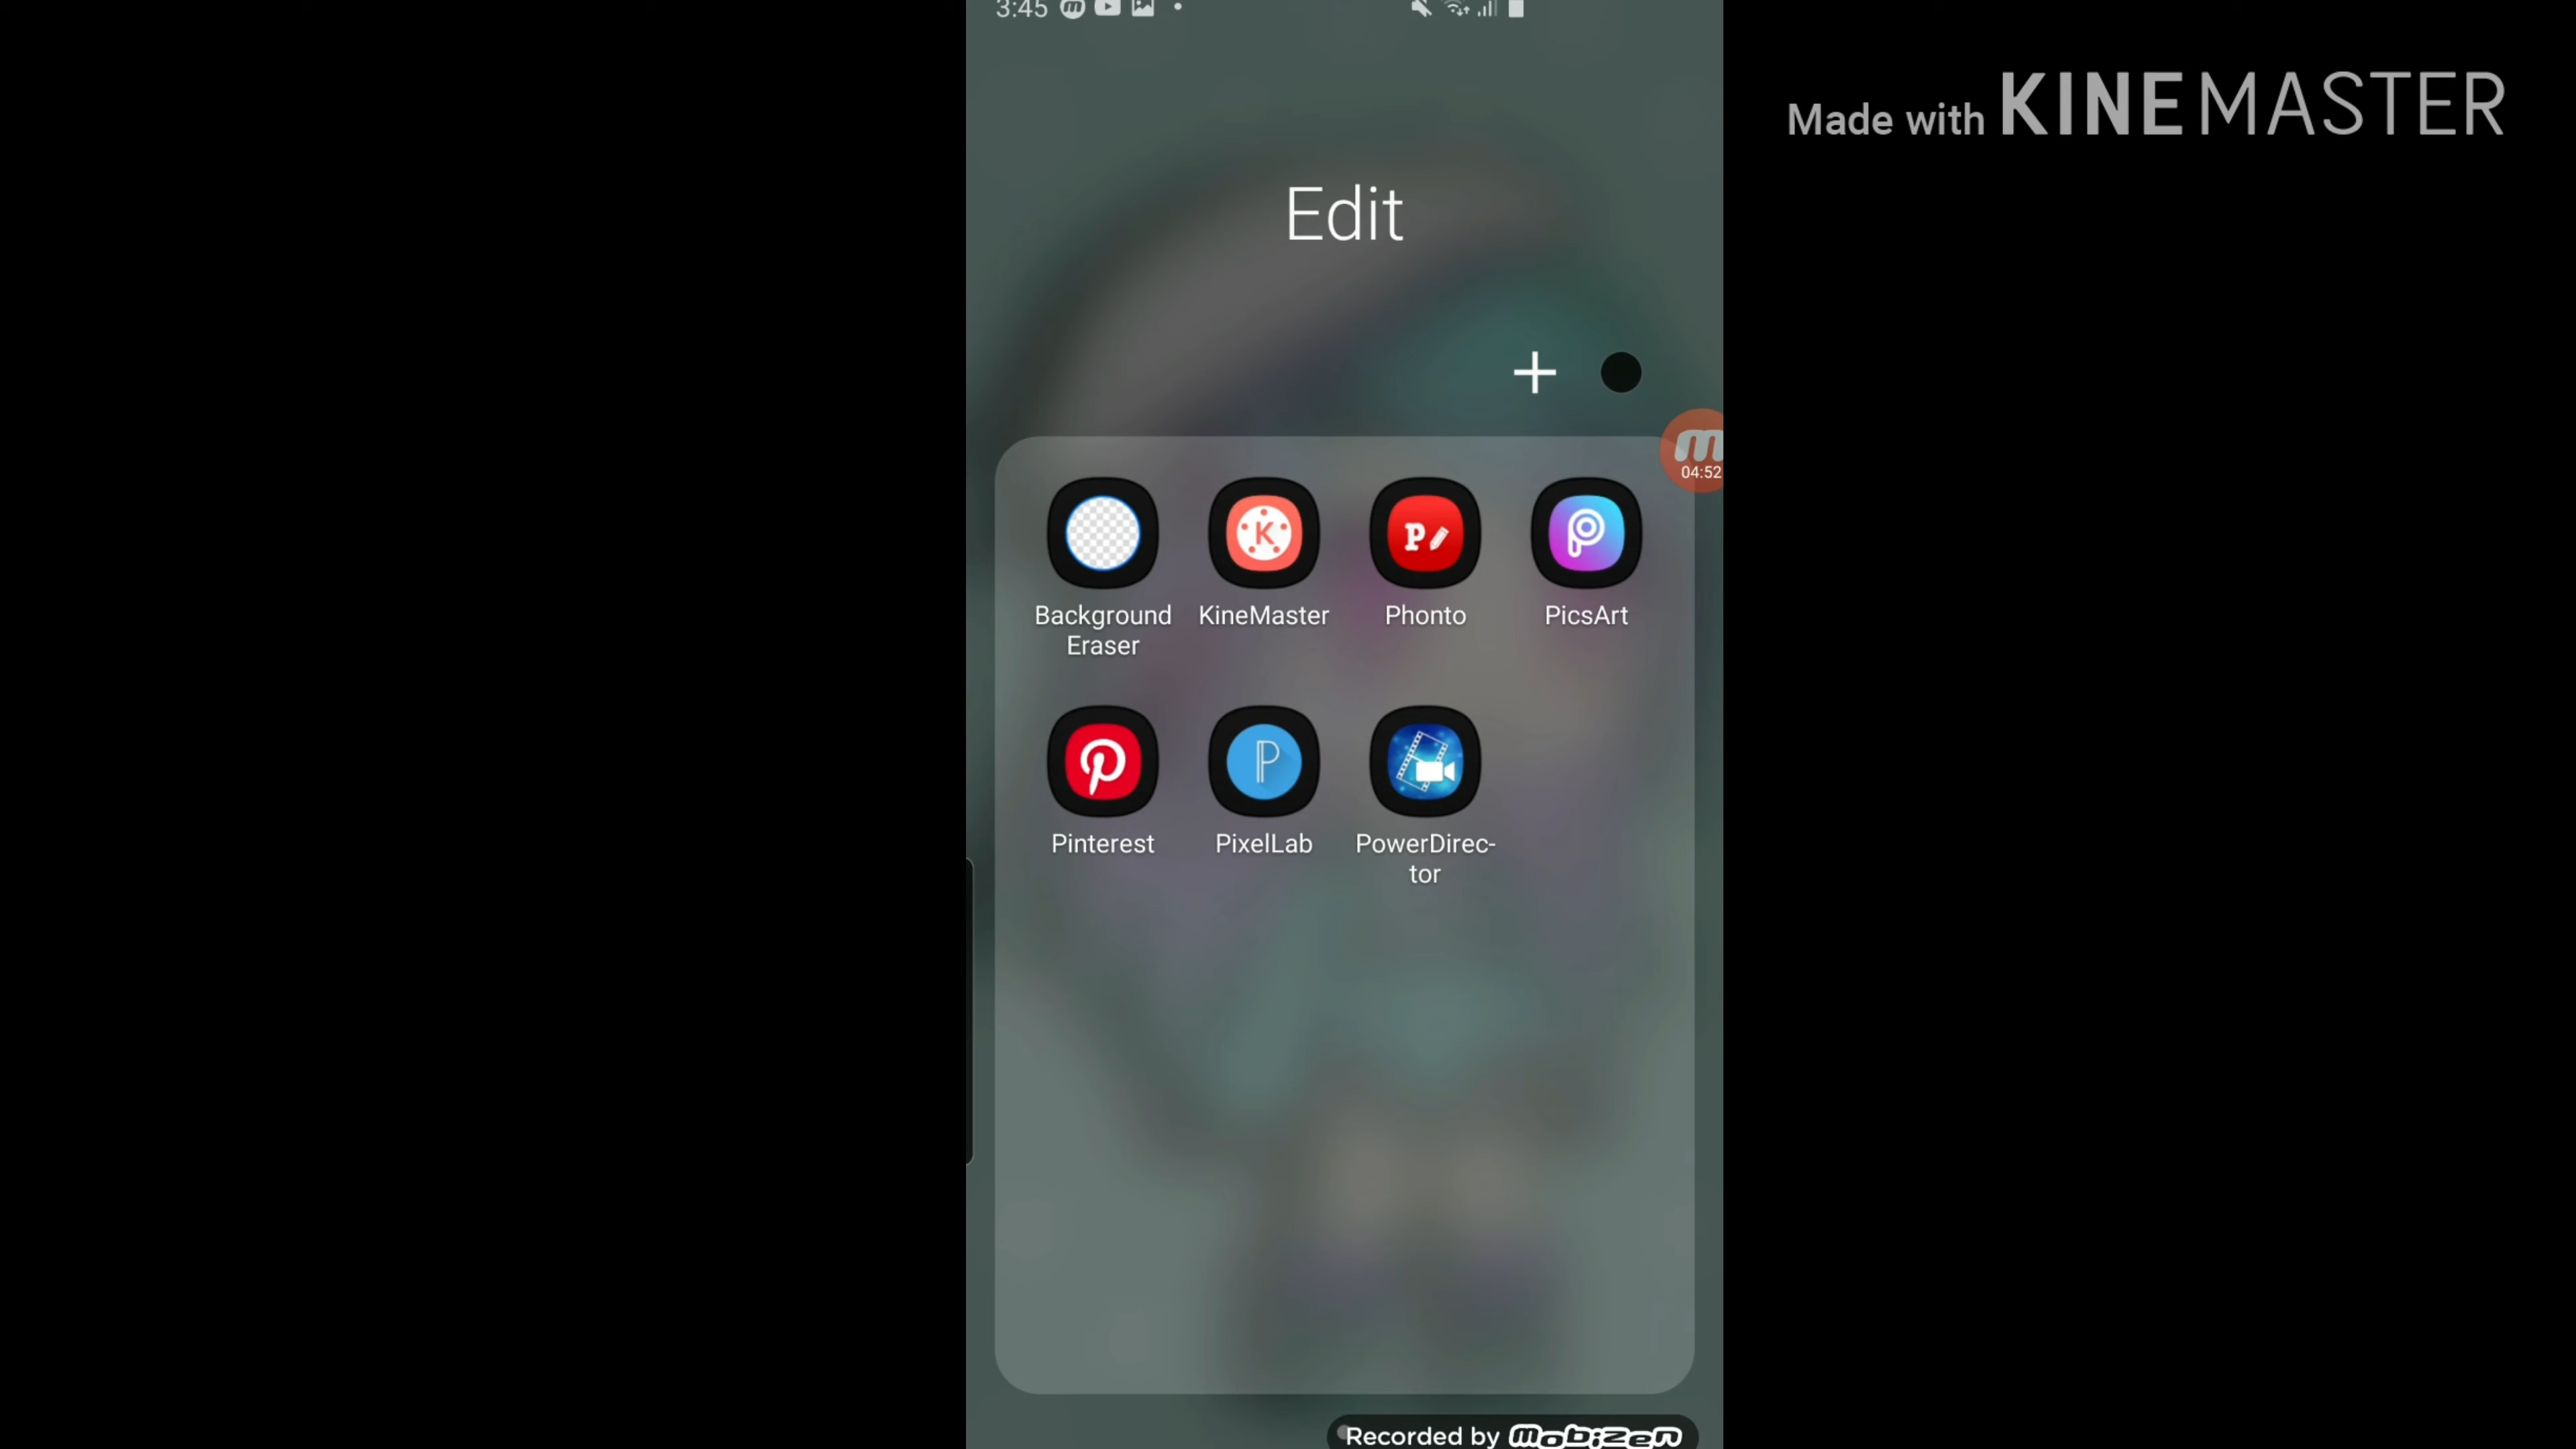 3:45
Made with KINEMASTER
Edit
04:52
Background
Eraser
KineMaster
Phonto
PicsArt
Pinterest
PixelLab
PowerDirec-
tor
Recorded by mobizen